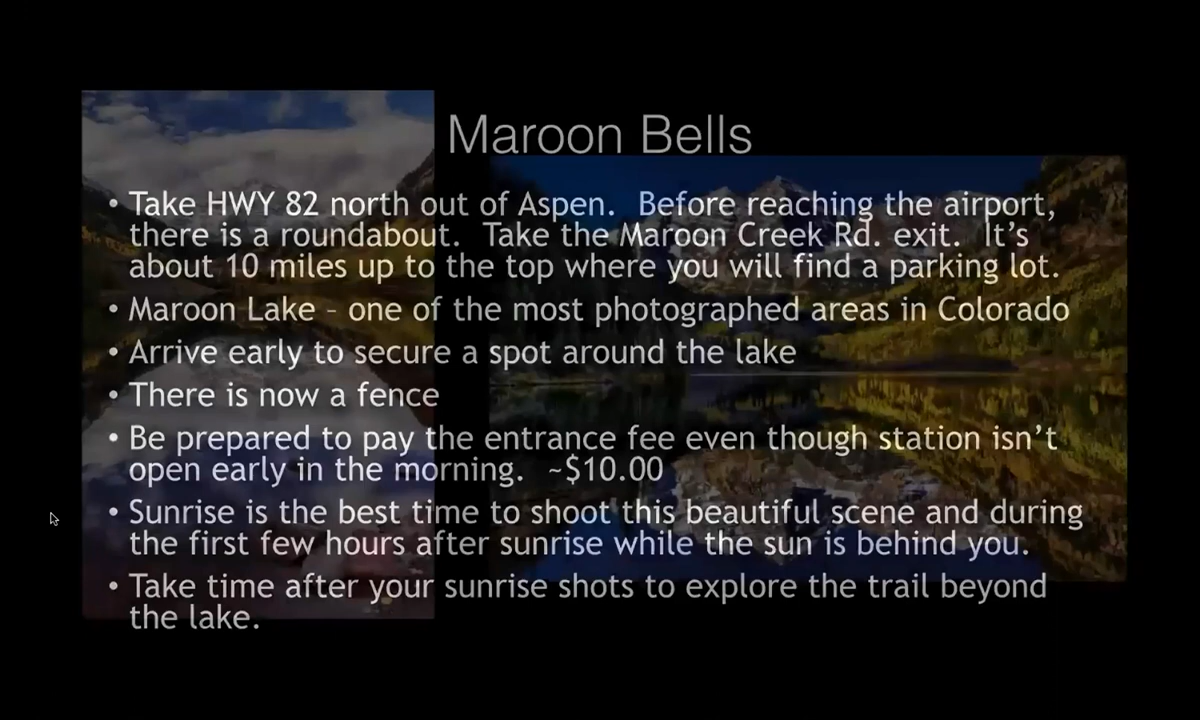 Maroon Bells
• Take HWY 82 north out of Aspen.  Before reaching the airport,
there is a roundabout.  Take the Maroon Creek Rd. exit.  It’s
about 10 miles up to the top where you will find a parking lot.
• Maroon Lake – one of the most photographed areas in Colorado
• Arrive early to secure a spot around the lake
• There is now a fence
• Be prepared to pay the entrance fee even though station isn’t
open early in the morning.  ~$10.00
• Sunrise is the best time to shoot this beautiful scene and during
the first few hours after sunrise while the sun is behind you.
• Take time after your sunrise shots to explore the trail beyond
the lake.